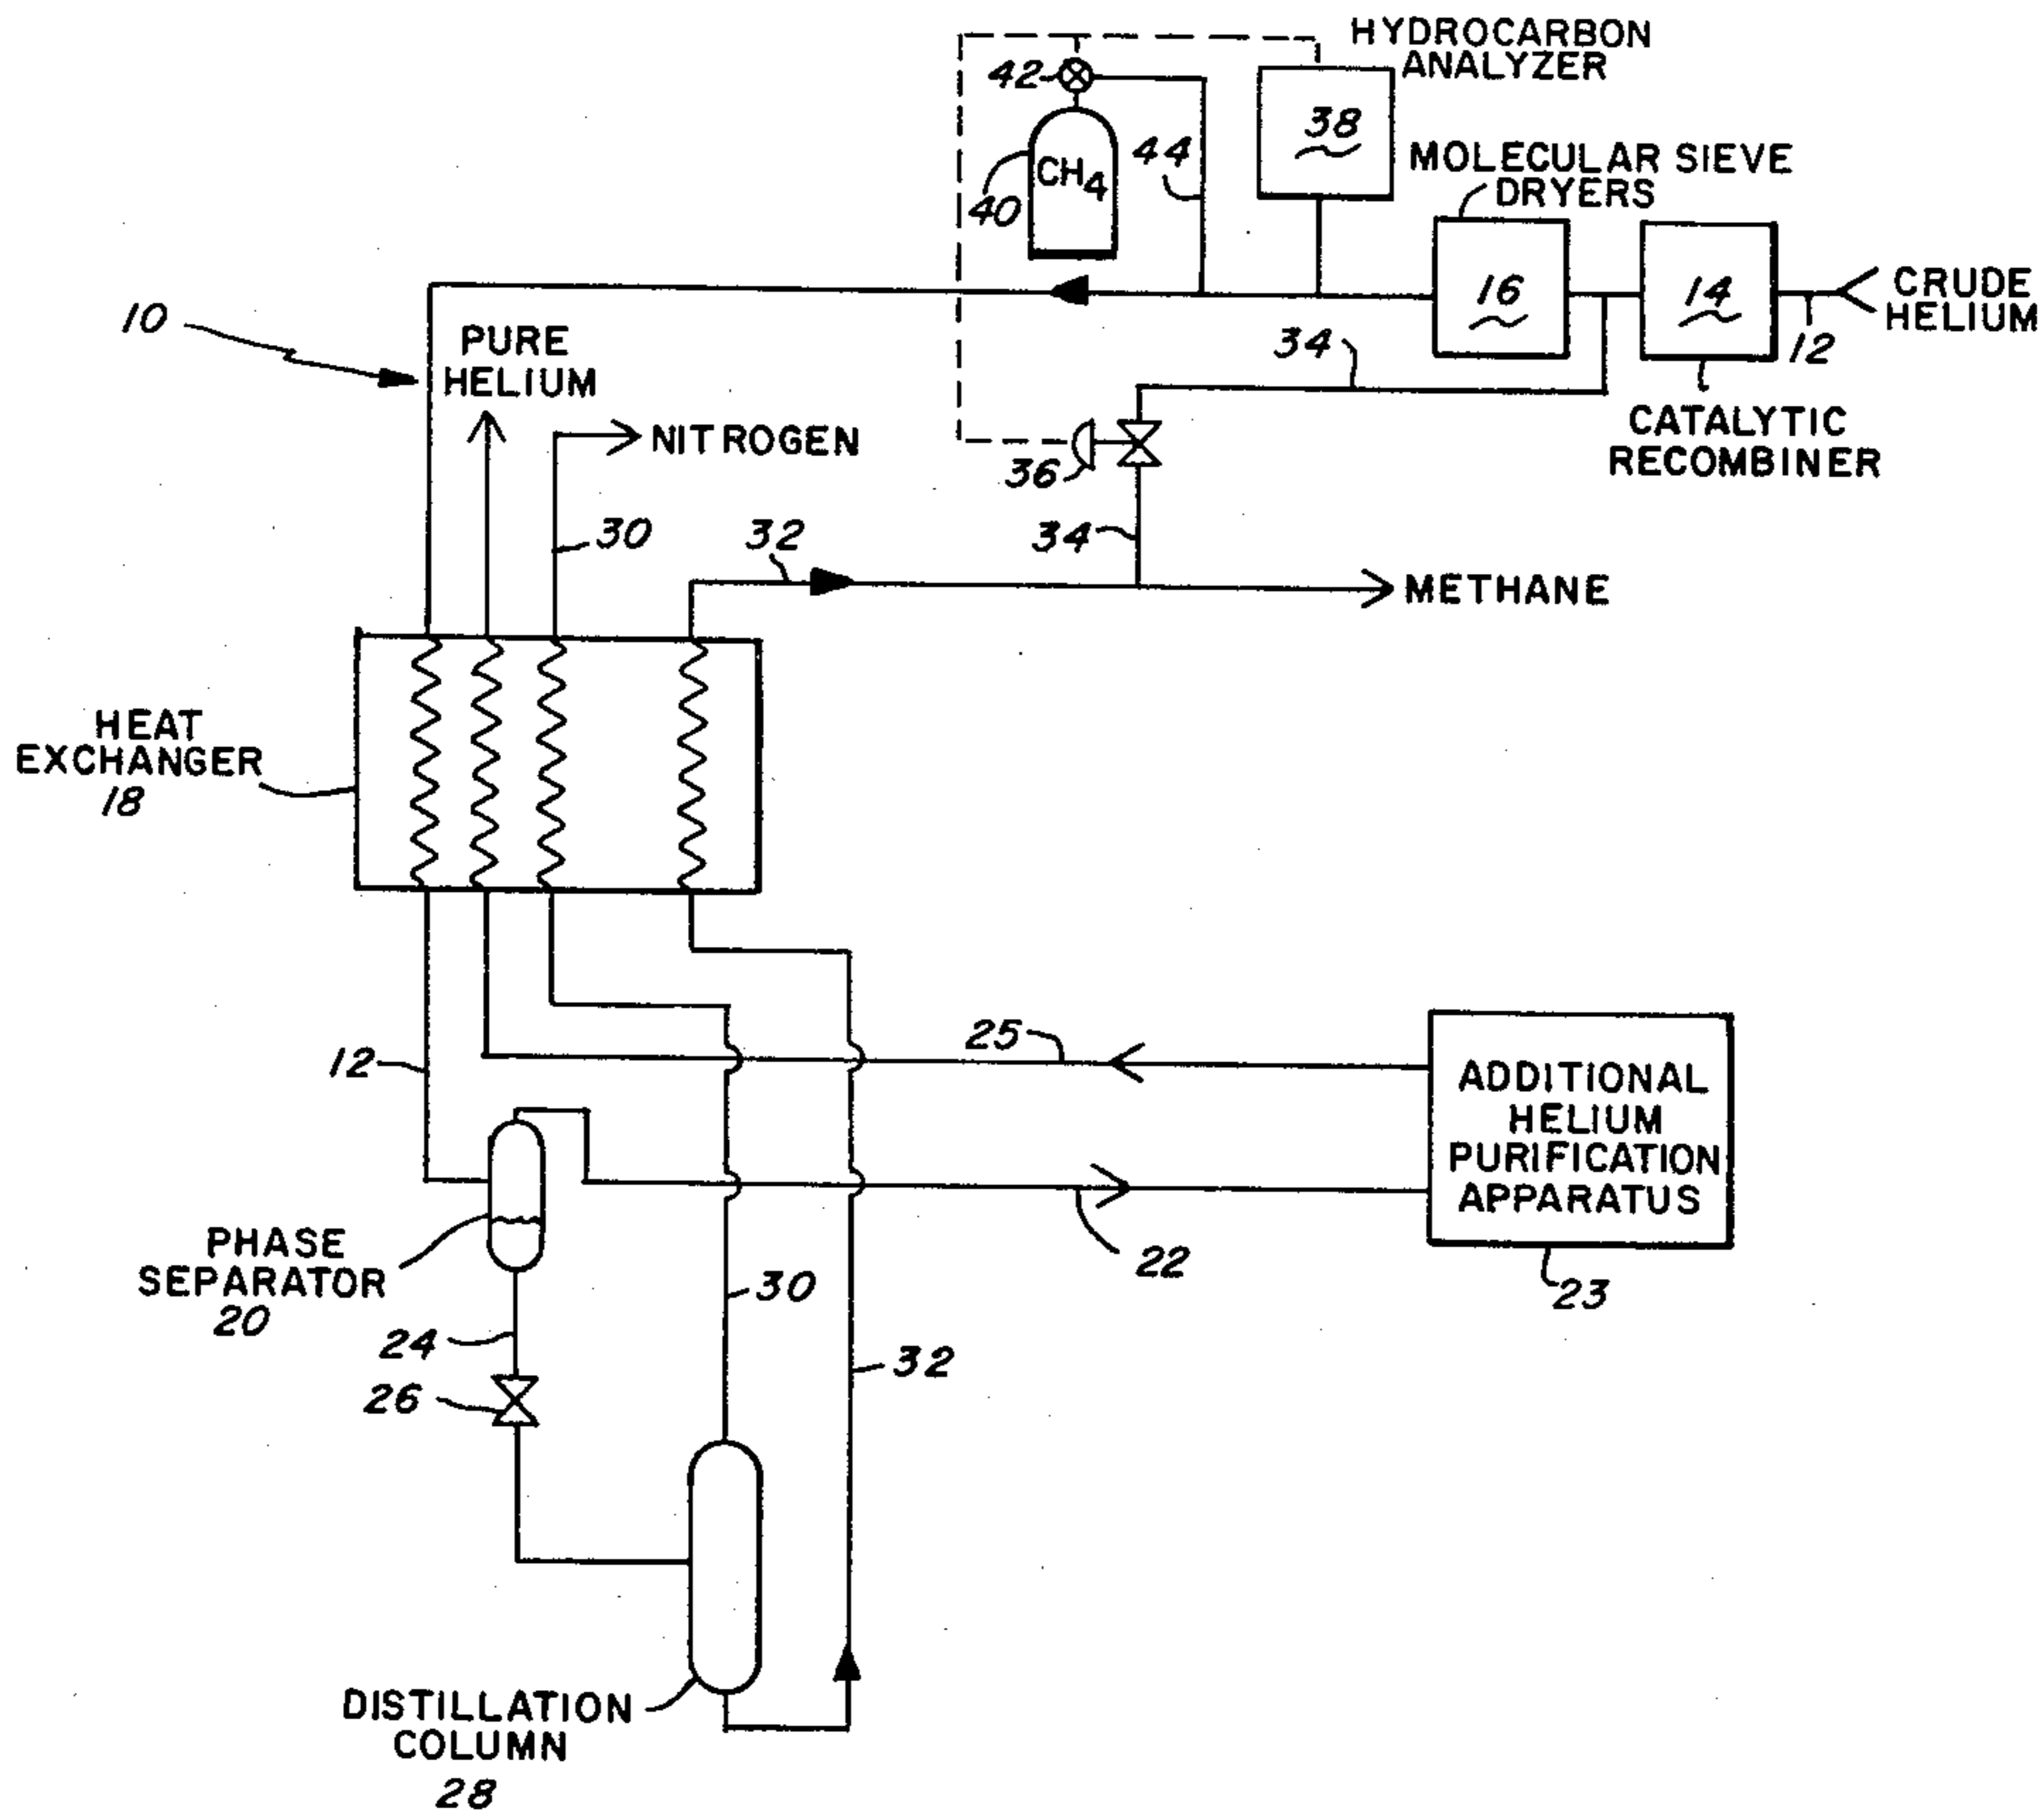 HYDROCARBON
ANALYZER
42
38
CH4
44
40
MOLECULAR SIEVE
DRYERS
16
14
CRUDE
HELIUM
12
10
PURE
HELIUM
34
CATALYTIC
RECOMBINER
NITROGEN
36
30
32
34
METHANE
HEAT
EXCHANGER
18
25
12
ADDITIONAL
HELIUM
PURIFICATION
APPARATUS
PHASE
SEPARATOR
20
22
23
30
24
32
26
DISTILLATION
COLUMN
28